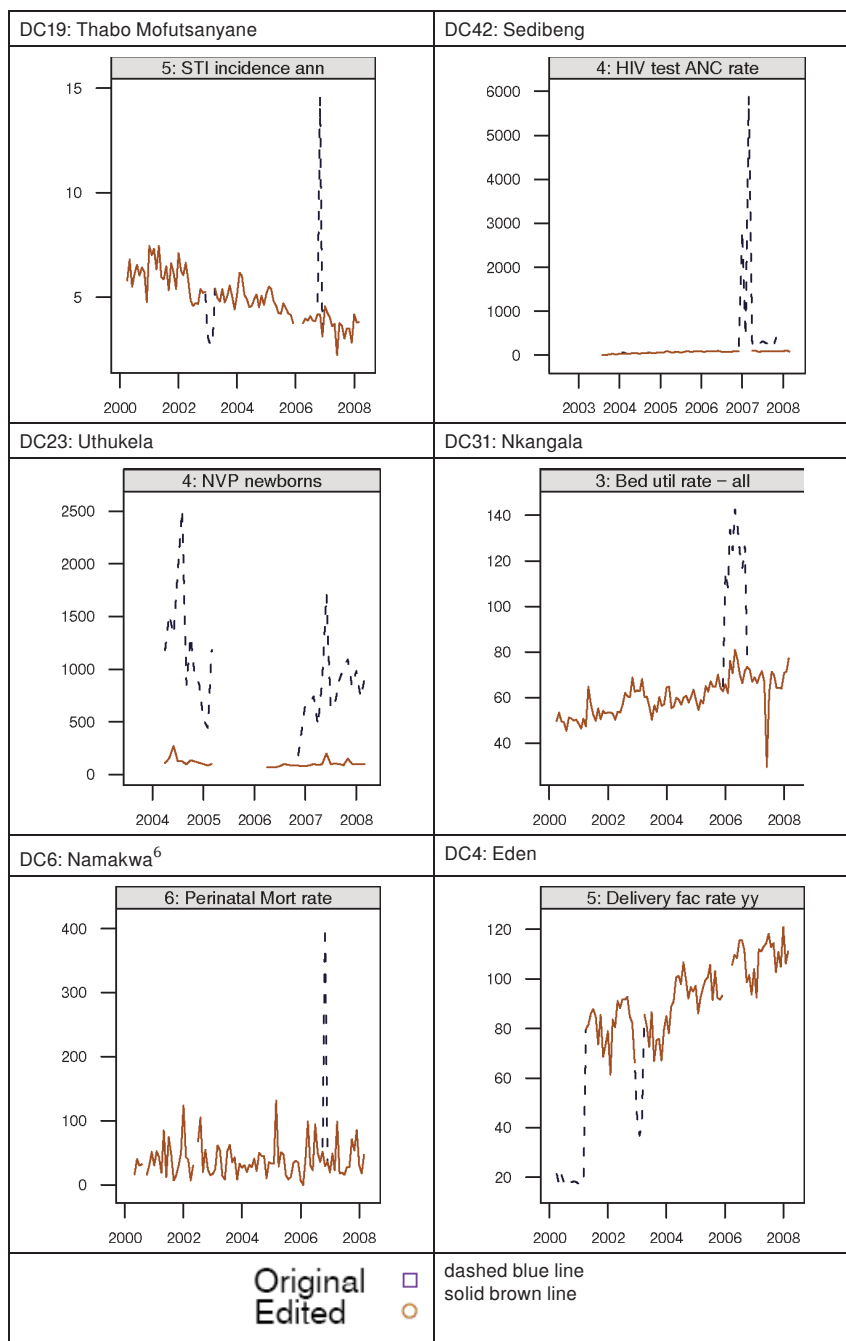 DC19: Thabo Mofutsanyane
DC42: Sedibeng
5: STI incidence ann
15
10
5
2000 2002 2004 2006 2008
4: HIV test ANC rate
6000
5000
4000
3000
2000
1000
0
2003 2004 2005 2006 2007 2008
DC23: Uthukela
DC31: Nkangala
4: NVP newborns
2500
2000
1500
1000
500
0
2004 2005 2006 2007 2008
3: Bed util rate – all
140
120
100
80
60
40
2000 2002 2004 2006 2008
DC6: Namakwa⁶
DC4: Eden
6: Perinatal Mort rate
400
300
200
100
0
2000 2002 2004 2006 2008
5: Delivery fac rate yy
120
100
80
60
40
20
2000 2002 2004 2006 2008
Original
Edited
dashed blue line
solid brown line